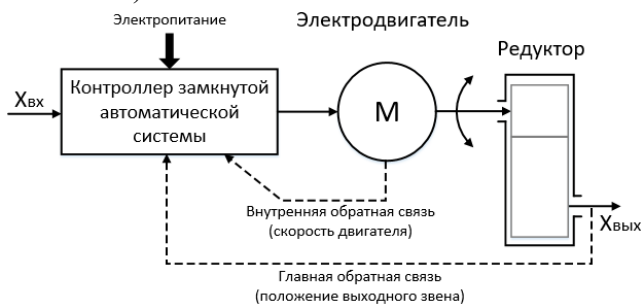 Электропитание
Электродвигатель
Редуктор
Xвх
Контроллер замкнутой
автоматической
системы
M
Внутренняя обратная связь
(скорость двигателя)
Xвых
Главная обратная связь
(положение выходного звена)